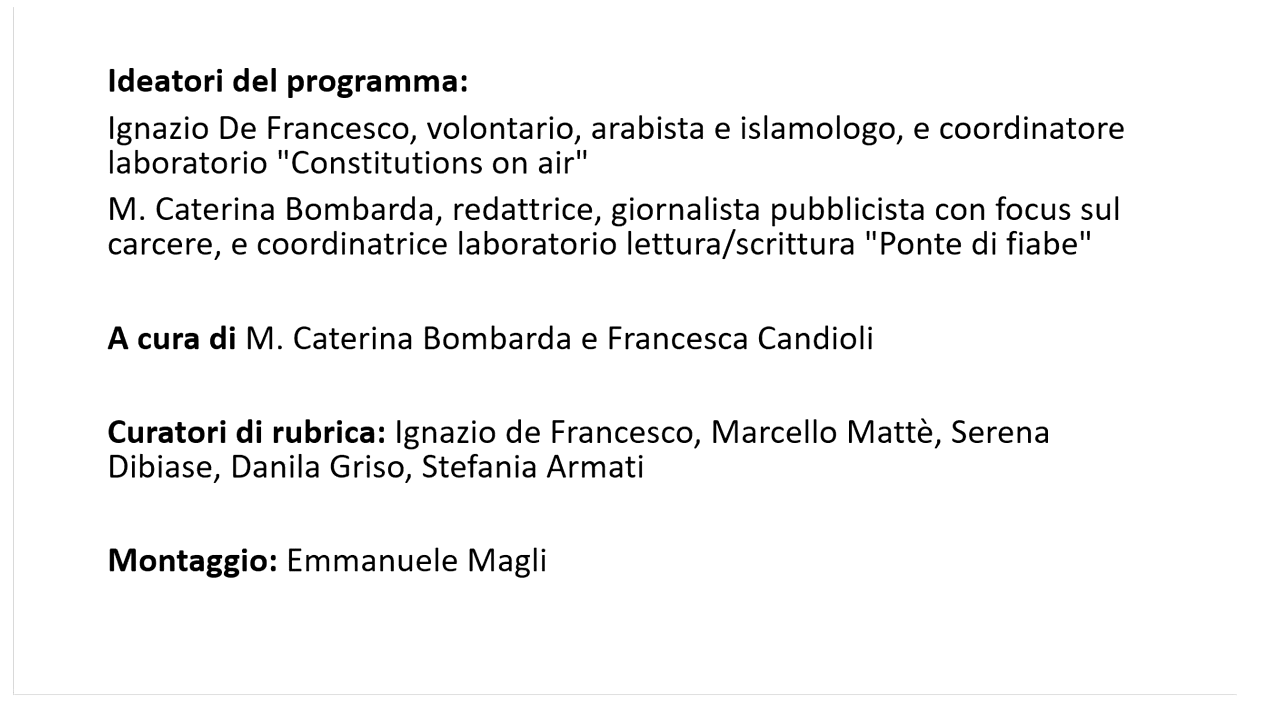 Ideatori del programma:
Ignazio De Francesco, volontario, arabista e islamologo, e coordinatore
laboratorio "Constitutions on air"
M. Caterina Bombarda, redattrice, giornalista pubblicista con focus sul
carcere, e coordinatrice laboratorio lettura/scrittura "Ponte di fiabe"
A cura di M. Caterina Bombarda e Francesca Candioli
Curatori di rubrica: Ignazio de Francesco, Marcello Mattè, Serena
Dibiase, Danila Griso, Stefania Armati
Montaggio: Emmanuele Magli